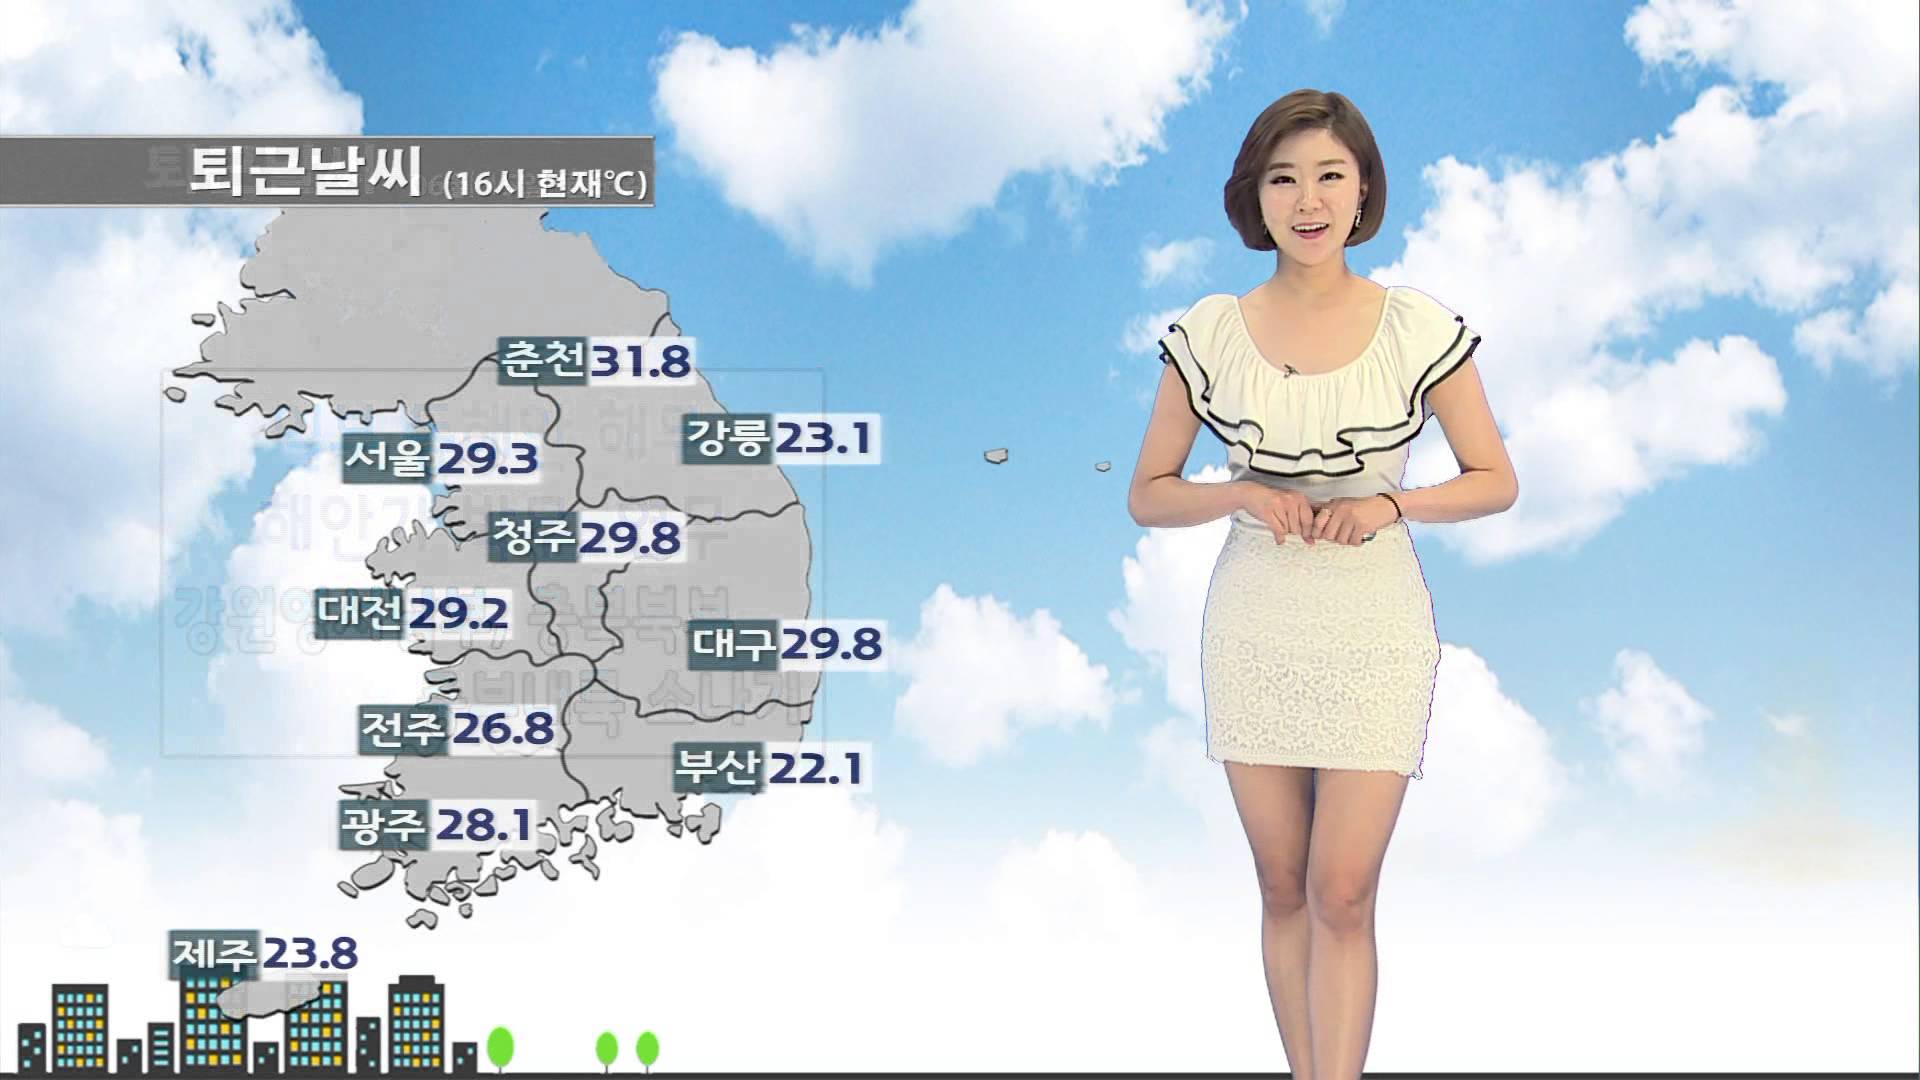 퇴근날씨 (16시 현재℃)
춘천 31.8
강릉 23.1
서울 29.3
청주 29.8
대전 29.2
대구 29.8
전주 26.8
부산 22.1
광주 28.1
제주 23.8